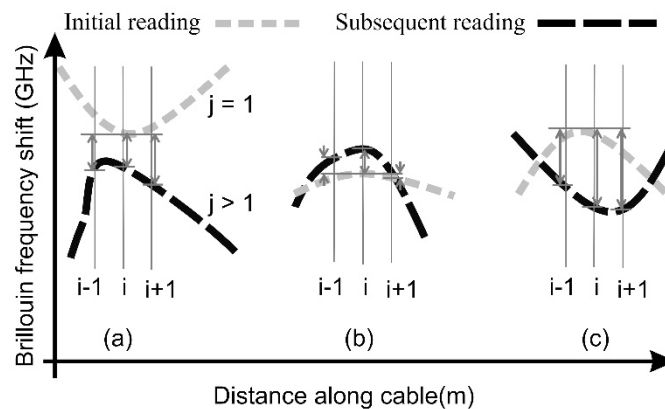 Initial reading Subsequent reading
Brillouin frequency shift (GHz)
j = 1
j > 1
i-1 i i+1 i-1 i i+1 i-1 i i+1
(a) (b) (c)
Distance along cable(m)